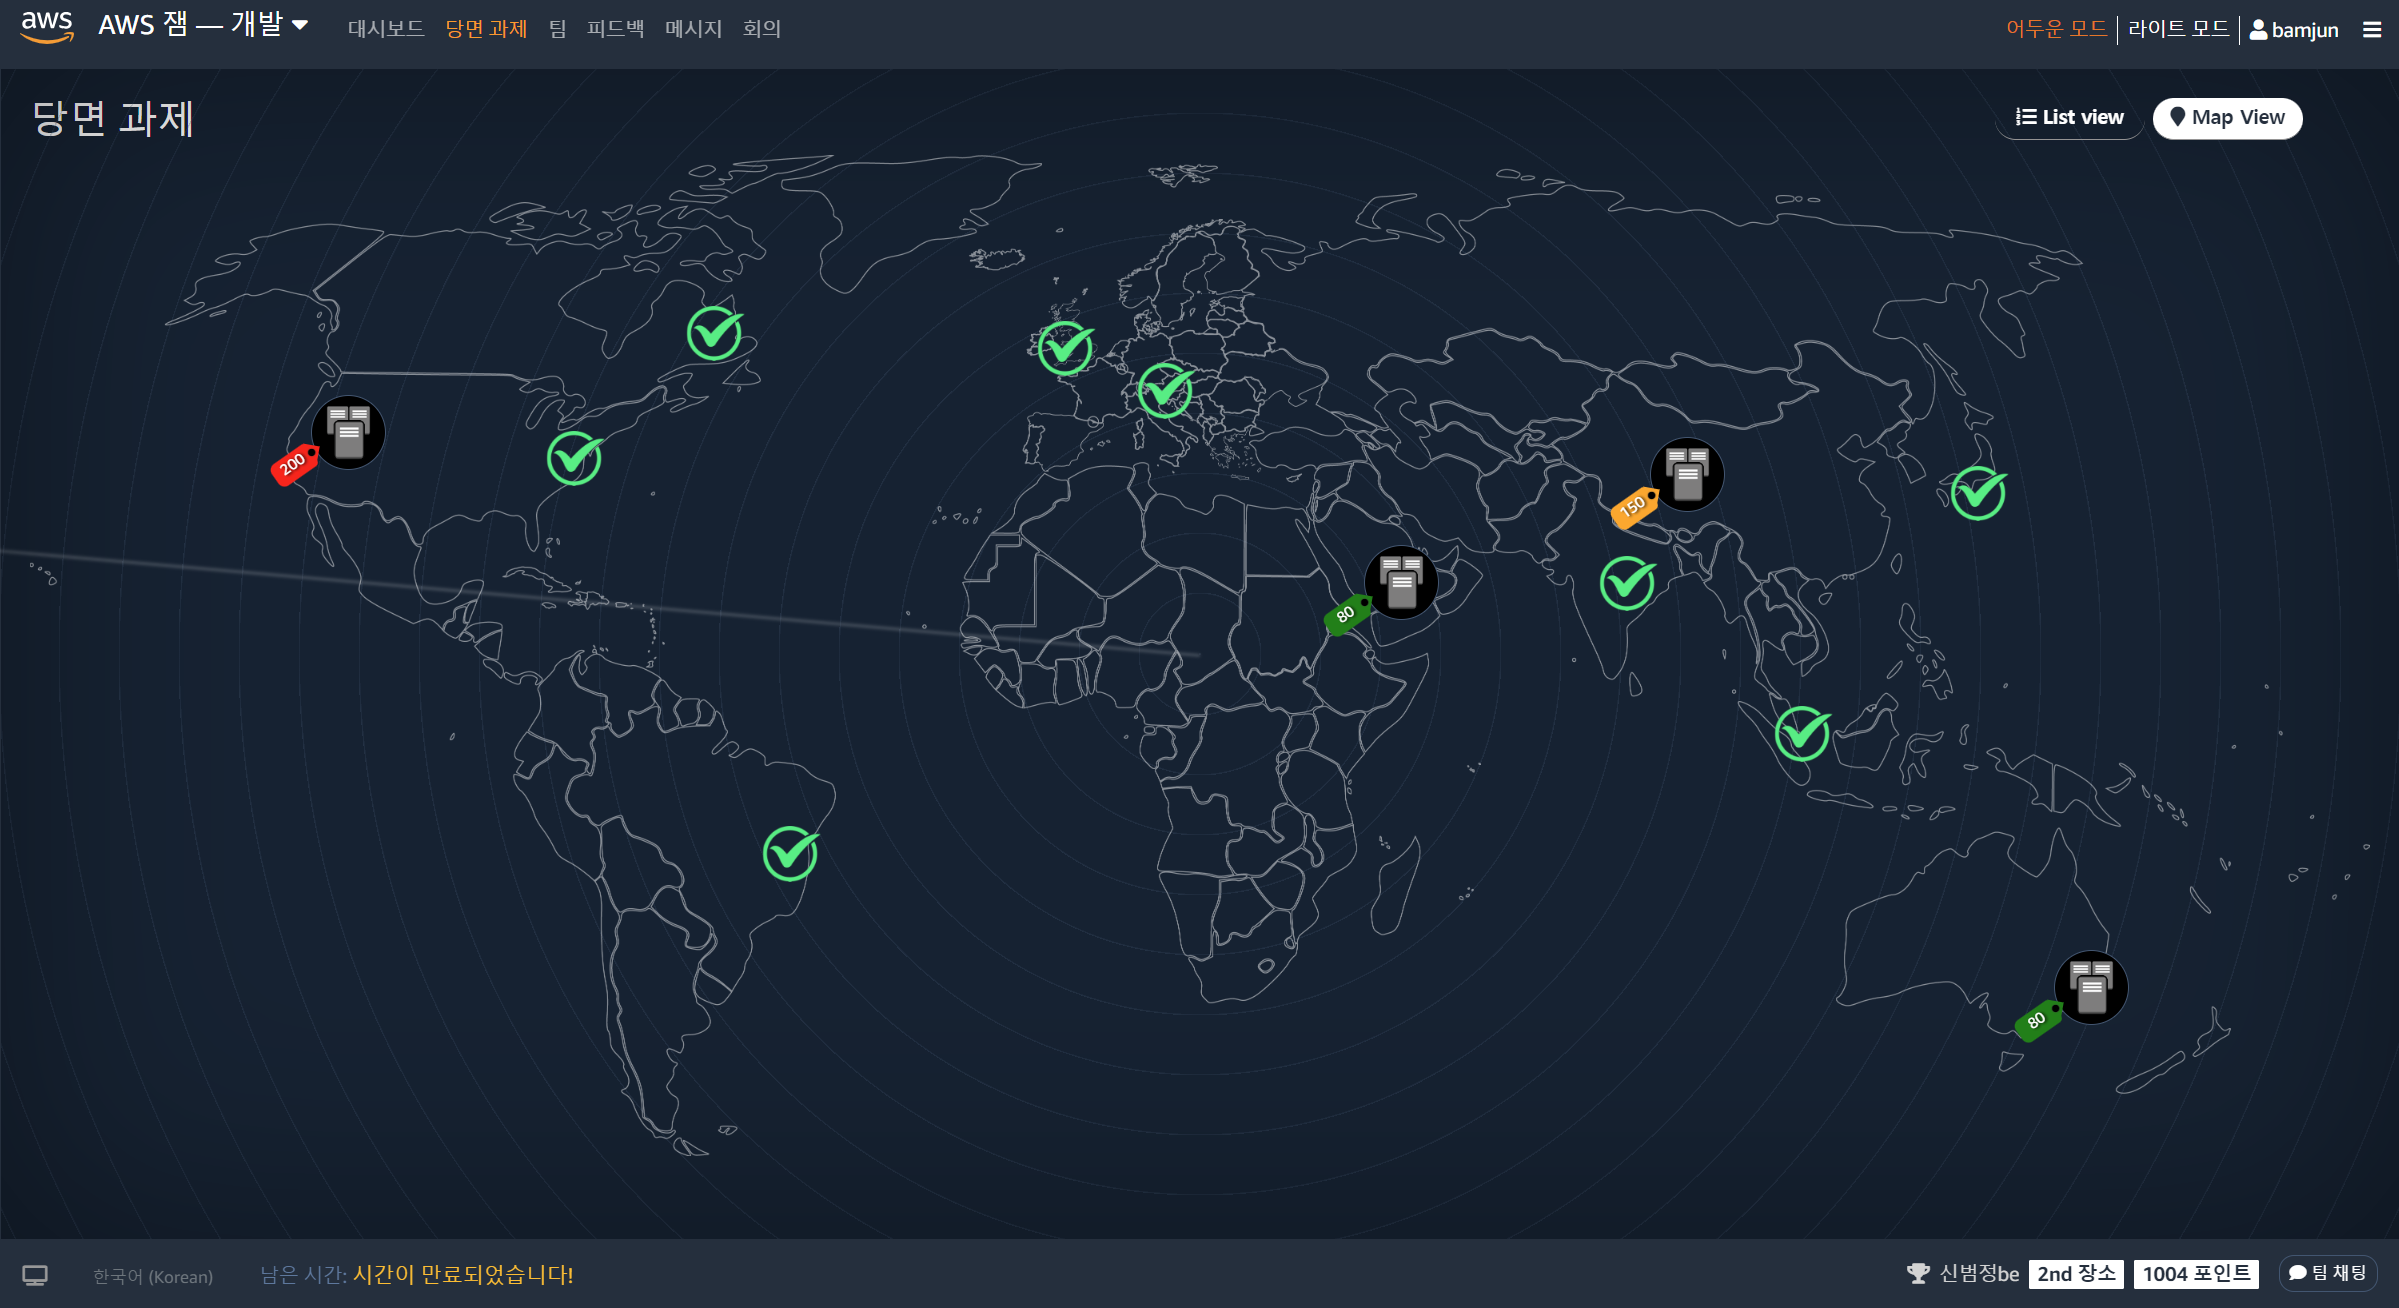 aws
AWS 잼 — 개발
대시보드
당면 과제
팀
피드백
메시지
회의
어두운 모드
라이트 모드
bamjun
당면 과제
List view
Map View
200
150
80
80
한국어 (Korean)
남은 시간: 시간이 만료되었습니다!
신범정be
2nd 장소
1004 포인트
팀 채팅